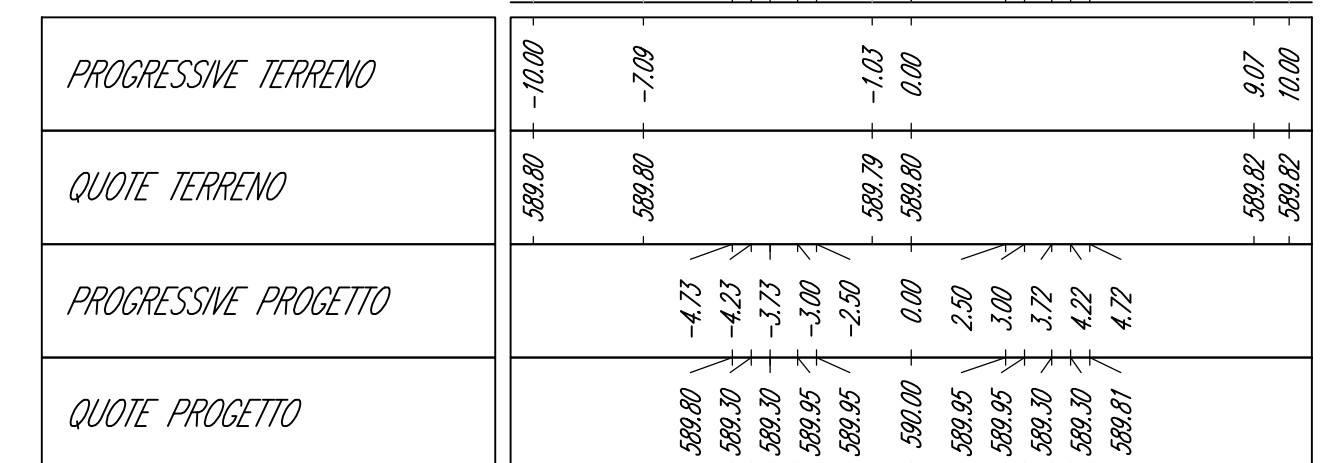 PROGRESSIVE TERRENO
-10.00 -7.09 -1.03 0.00 9.07 10.00
QUOTE TERRENO
589.80 589.80 589.79 589.80 589.82 589.82
PROGRESSIVE PROGETTO
-4.73 -4.23 -3.73 -3.00 -2.50 0.00 2.50 3.00 3.72 4.22 4.72
QUOTE PROGETTO
589.80 589.30 589.30 589.95 589.95 590.00 589.95 589.95 589.30 589.30 589.81